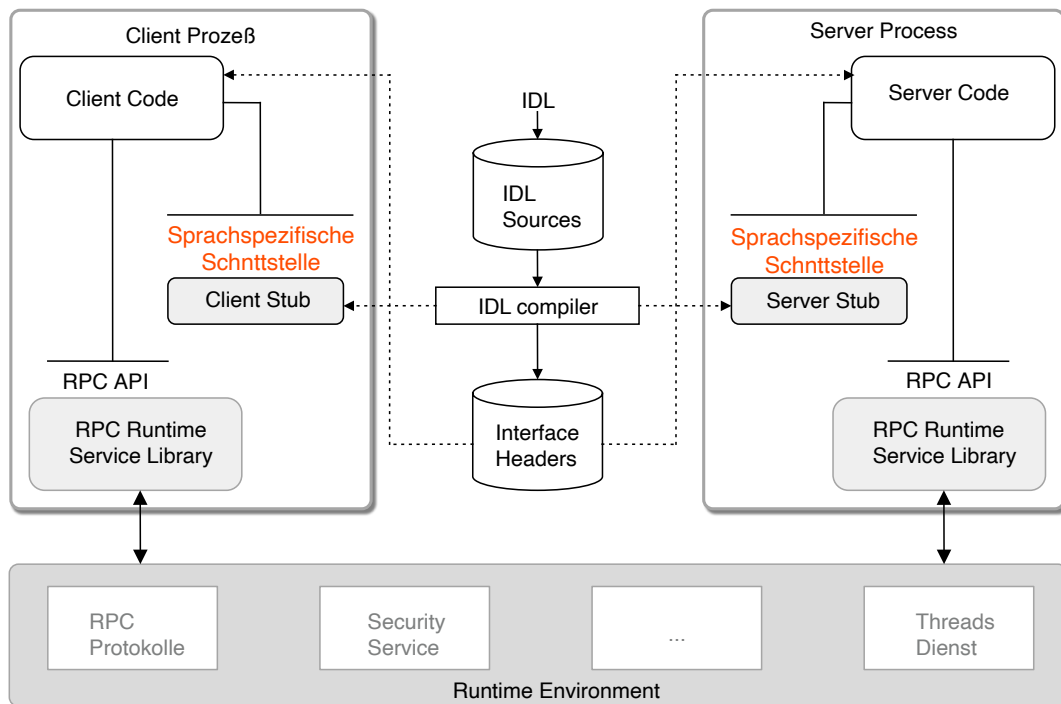 Client Prozeß
Client Code
Sprachspezifische
Schnttstelle
Client Stub
RPC API
RPC Runtime
Service Library
IDL
IDL
Sources
IDL compiler
Interface
Headers
Server Process
Server Code
Sprachspezifische
Schnttstelle
Server Stub
RPC API
RPC Runtime
Service Library
RPC
Protokolle
Security
Service
...
Threads
Dienst
Runtime Environment